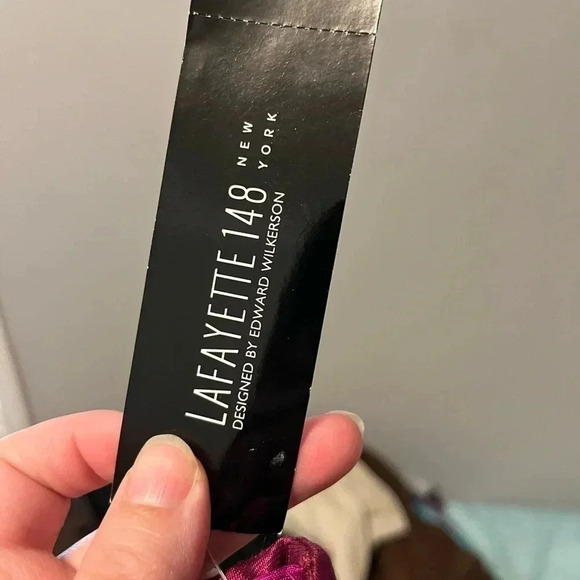 LAFAYETTE 148 NEW YORK
DESIGNED BY EDWARD WILKERSON